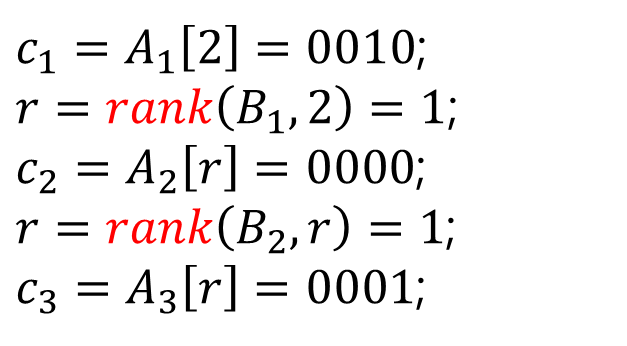 c₁ = A₁[2] = 0010;
r = rank(B₁, 2) = 1;
c₂ = A₂[r] = 0000;
r = rank(B₂, r) = 1;
c₃ = A₃[r] = 0001;